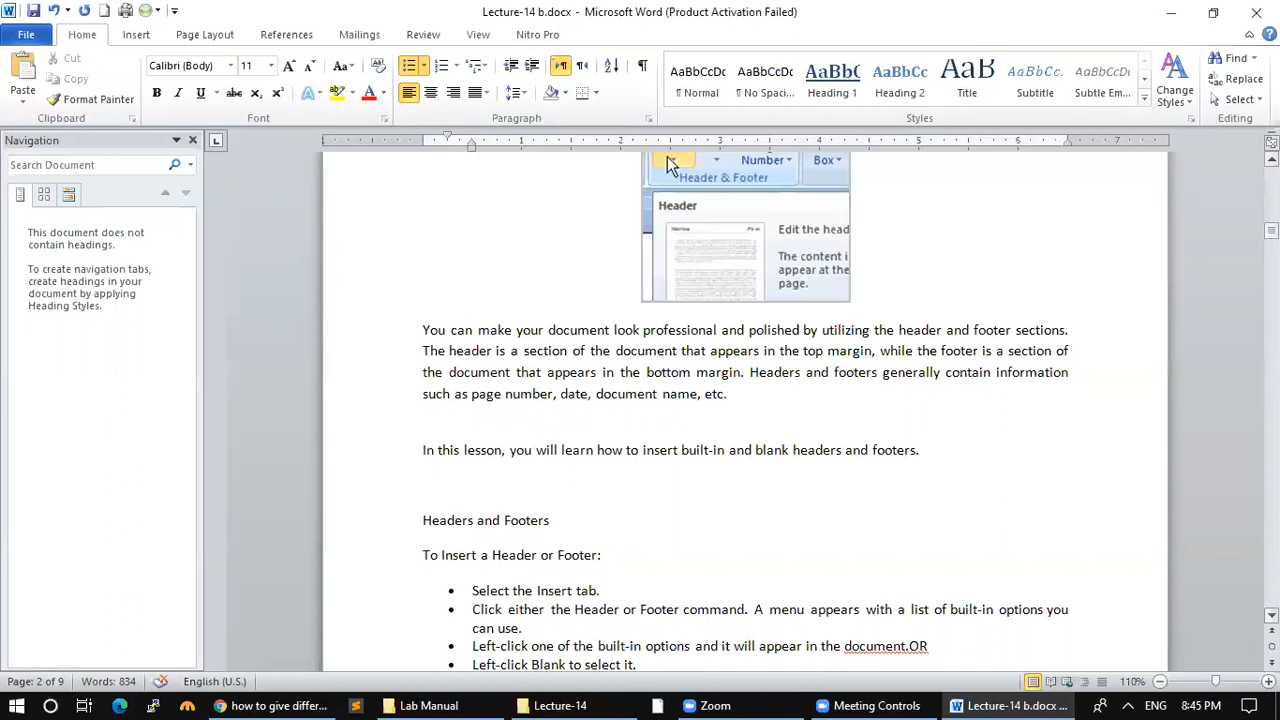 Lecture-14 b.docx - Microsoft Word (Product Activation Failed)
File Home Insert Page Layout References Mailings Review View Nitro Pro
Paste
Cut
Copy
Format Painter
Clipboard
Calibri (Body) 11
Font
Paragraph
AaBbCcDc AaBbCcDc AaBbC AaBbCc AaB AaBbCc. AaBbCcDc
¶ Normal ¶ No Spaci... Heading 1 Heading 2 Title Subtitle Subtle Em...
Change
Styles
Styles
Find
Replace
Select
Editing
Navigation
Search Document
This document does not
contain headings.
To create navigation tabs,
create headings in your
document by applying
Heading Styles.
1 1 2 3 4 5 6 7
Number Box
Header & Footer
Header
Edit the head
The content i
appear at the
page.
You can make your document look professional and polished by utilizing the header and footer sections.
The header is a section of the document that appears in the top margin, while the footer is a section of
the document that appears in the bottom margin. Headers and footers generally contain information
such as page number, date, document name, etc.
In this lesson, you will learn how to insert built-in and blank headers and footers.
Headers and Footers
To Insert a Header or Footer:
• Select the Insert tab.
• Click either the Header or Footer command. A menu appears with a list of built-in options you
can use.
• Left-click one of the built-in options and it will appear in the document.OR
• Left-click Blank to select it.
Page: 2 of 9 Words: 834 English (U.S.) 110%
how to give differ... Lab Manual Lecture-14 Zoom Meeting Controls Lecture-14 b.docx ... ENG 8:45 PM